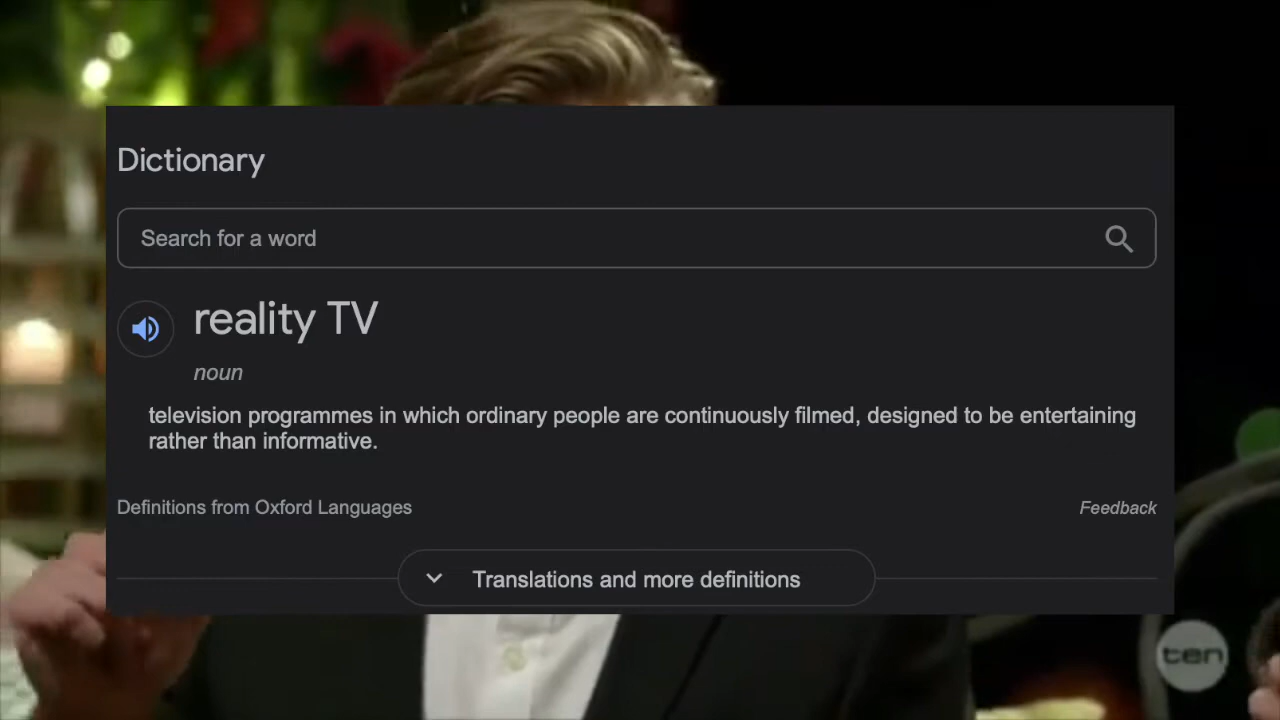 Dictionary
Search for a word
reality TV
noun
television programmes in which ordinary people are continuously filmed, designed to be entertaining
rather than informative.
Definitions from Oxford Languages
Feedback
Translations and more definitions
ten